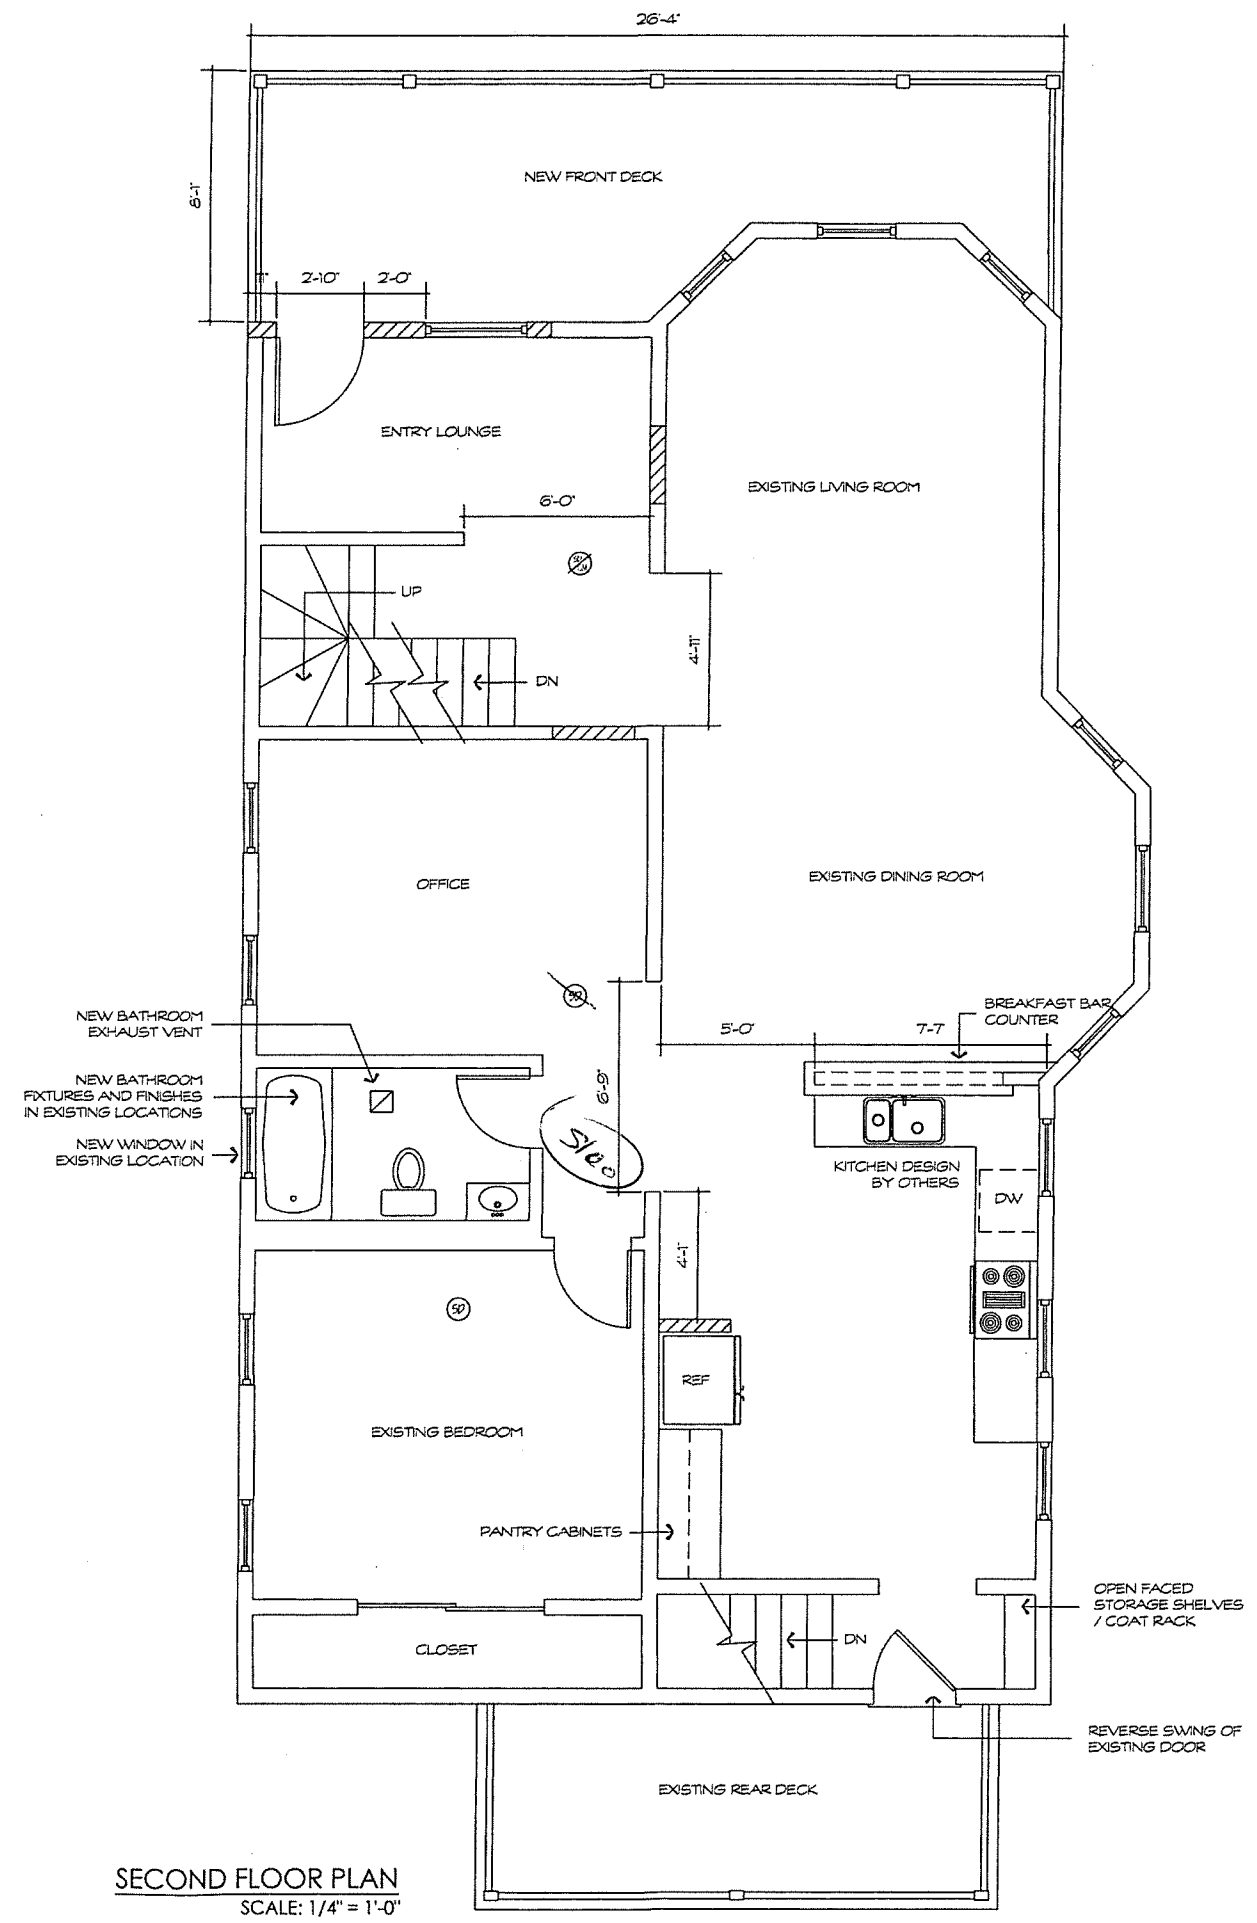 26'-4"
NEW FRONT DECK
8'-1"
1"
2'-10"
2'-0"
ENTRY LOUNGE
EXISTING LIVING ROOM
6'-0"
UP
4'-11"
DN
OFFICE
EXISTING DINING ROOM
SD
NEW BATHROOM
EXHAUST VENT
BREAKFAST BAR
COUNTER
5'-0"
7'-7"
NEW BATHROOM
FIXTURES AND FINISHES
IN EXISTING LOCATIONS
6'-9"
NEW WINDOW IN
EXISTING LOCATION
KITCHEN DESIGN
BY OTHERS
DW
4'-1"
SD
REF
EXISTING BEDROOM
PANTRY CABINETS
OPEN FACED
STORAGE SHELVES
/ COAT RACK
DN
CLOSET
REVERSE SWING OF
EXISTING DOOR
EXISTING REAR DECK
SECOND FLOOR PLAN
SCALE: 1/4" = 1'-0"